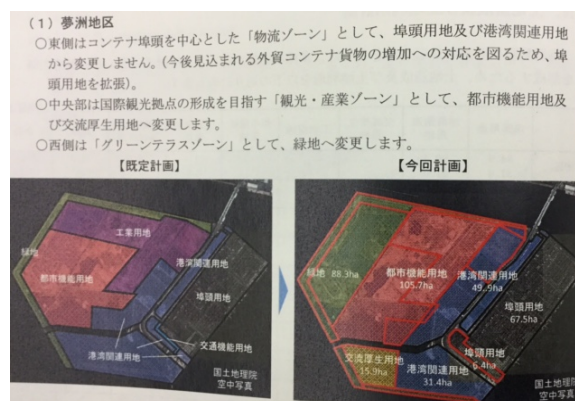 （1）夢洲地区
○東側はコンテナ埠頭を中心とした「物流ゾーン」として、埠頭用地及び港湾関連用地
から変更しません。（今後見込まれる外貿コンテナ貨物の増加への対応を図るため、埠
頭用地を拡張）。
○中央部は国際観光拠点の形成を目指す「観光・産業ゾーン」として、都市機能用地及
び交流厚生用地へ変更します。
○西側は「グリーンテラスゾーン」として、緑地へ変更します。
【既定計画】
工業用地
緑地
都市機能用地
港湾関連用地
埠頭用地
交通機能用地
港湾関連用地
国土地理院
空中写真
【今回計画】
緑地 88.3ha
都市機能用地
105.7ha
港湾関連用地
49.9ha
埠頭用地
67.5ha
埠頭用地
6.4ha
交流厚生用地
15.9ha
港湾関連用地
31.4ha
国土地理院
空中写真